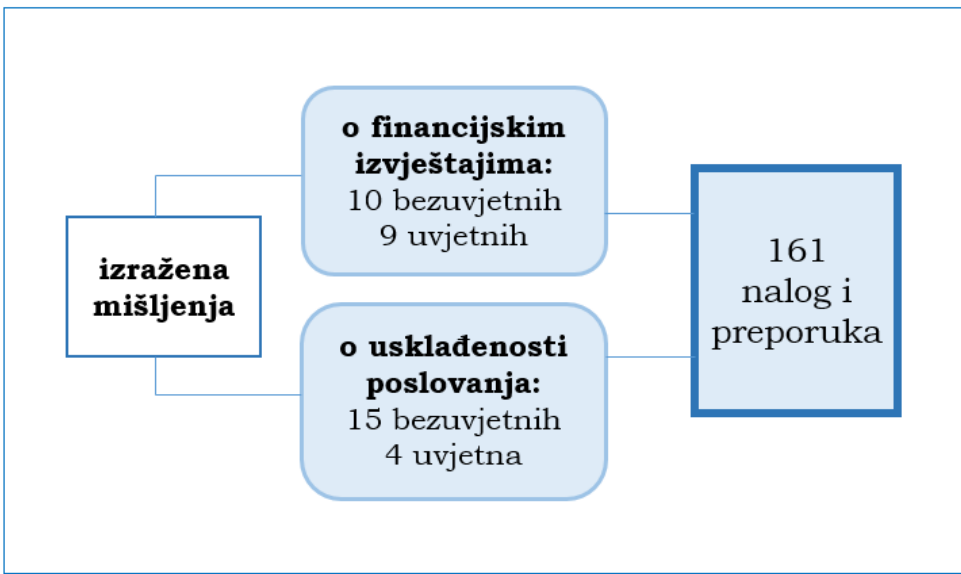 izražena
mišljenja
o financijskim
izvještajima:
10 bezuvjetnih
9 uvjetnih
o usklađenosti
poslovanja:
15 bezuvjetnih
4 uvjetna
161
nalog i
preporuka